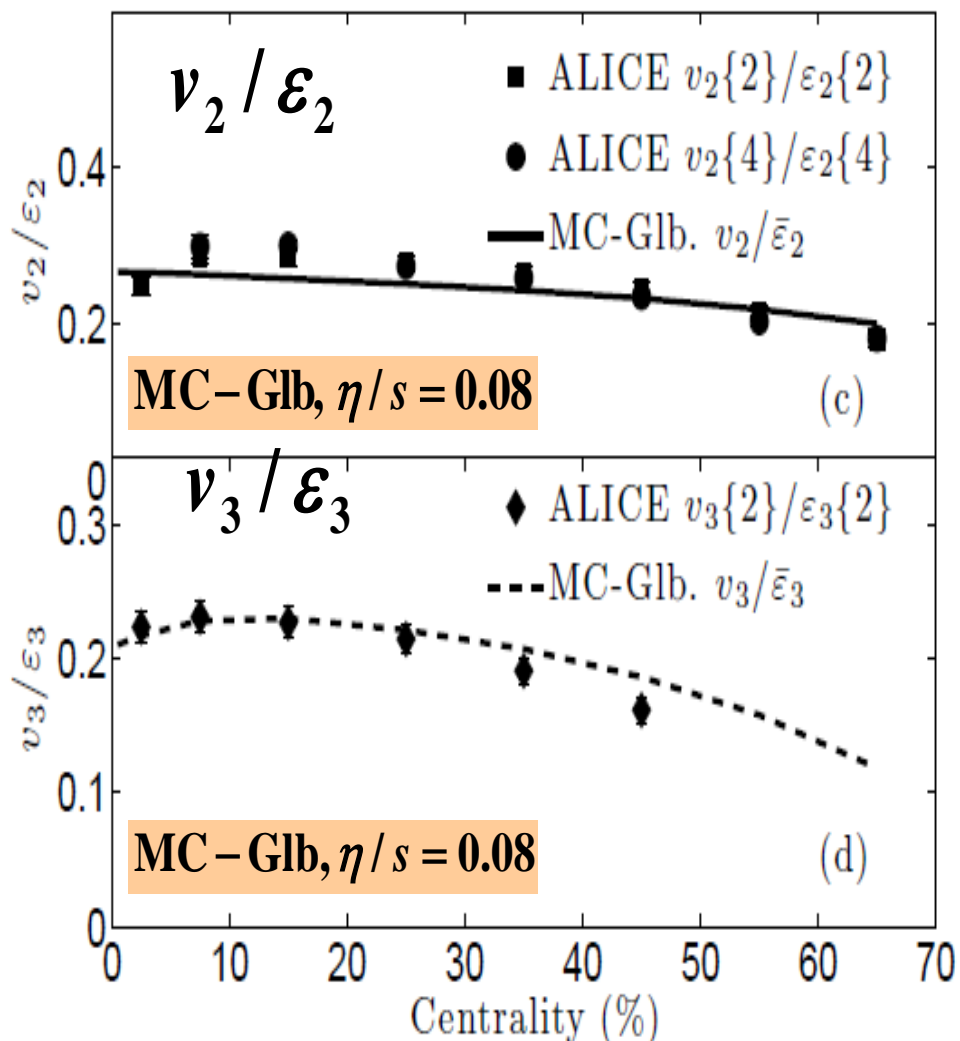 v₂ / ε₂
ALICE v₂{2}/ε₂{2}
ALICE v₂{4}/ε₂{4}
MC-Glb. v₂/ε̄₂
v₂/ε₂
0.4
0.2
0
MC–Glb, η/s = 0.08
(c)
v₃ / ε₃
ALICE v₃{2}/ε₃{2}
MC-Glb. v₃/ε̄₃
v₃/ε₃
0.3
0.2
0.1
0
MC–Glb, η/s = 0.08
(d)
0 10 20 30 40 50 60 70
Centrality (%)